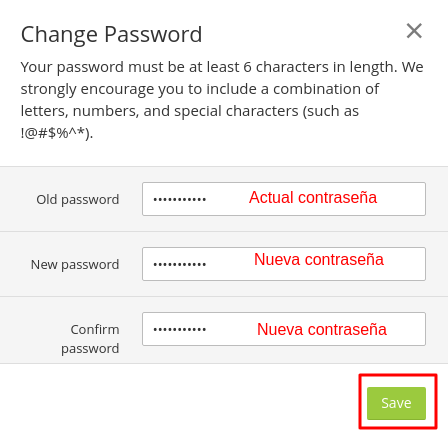 Change Password
Your password must be at least 6 characters in length. We
strongly encourage you to include a combination of
letters, numbers, and special characters (such as
!@#$%^*).
Old password ••••••••••• Actual contraseña
New password ••••••••••• Nueva contraseña
Confirm
password ••••••••••• Nueva contraseña
Save